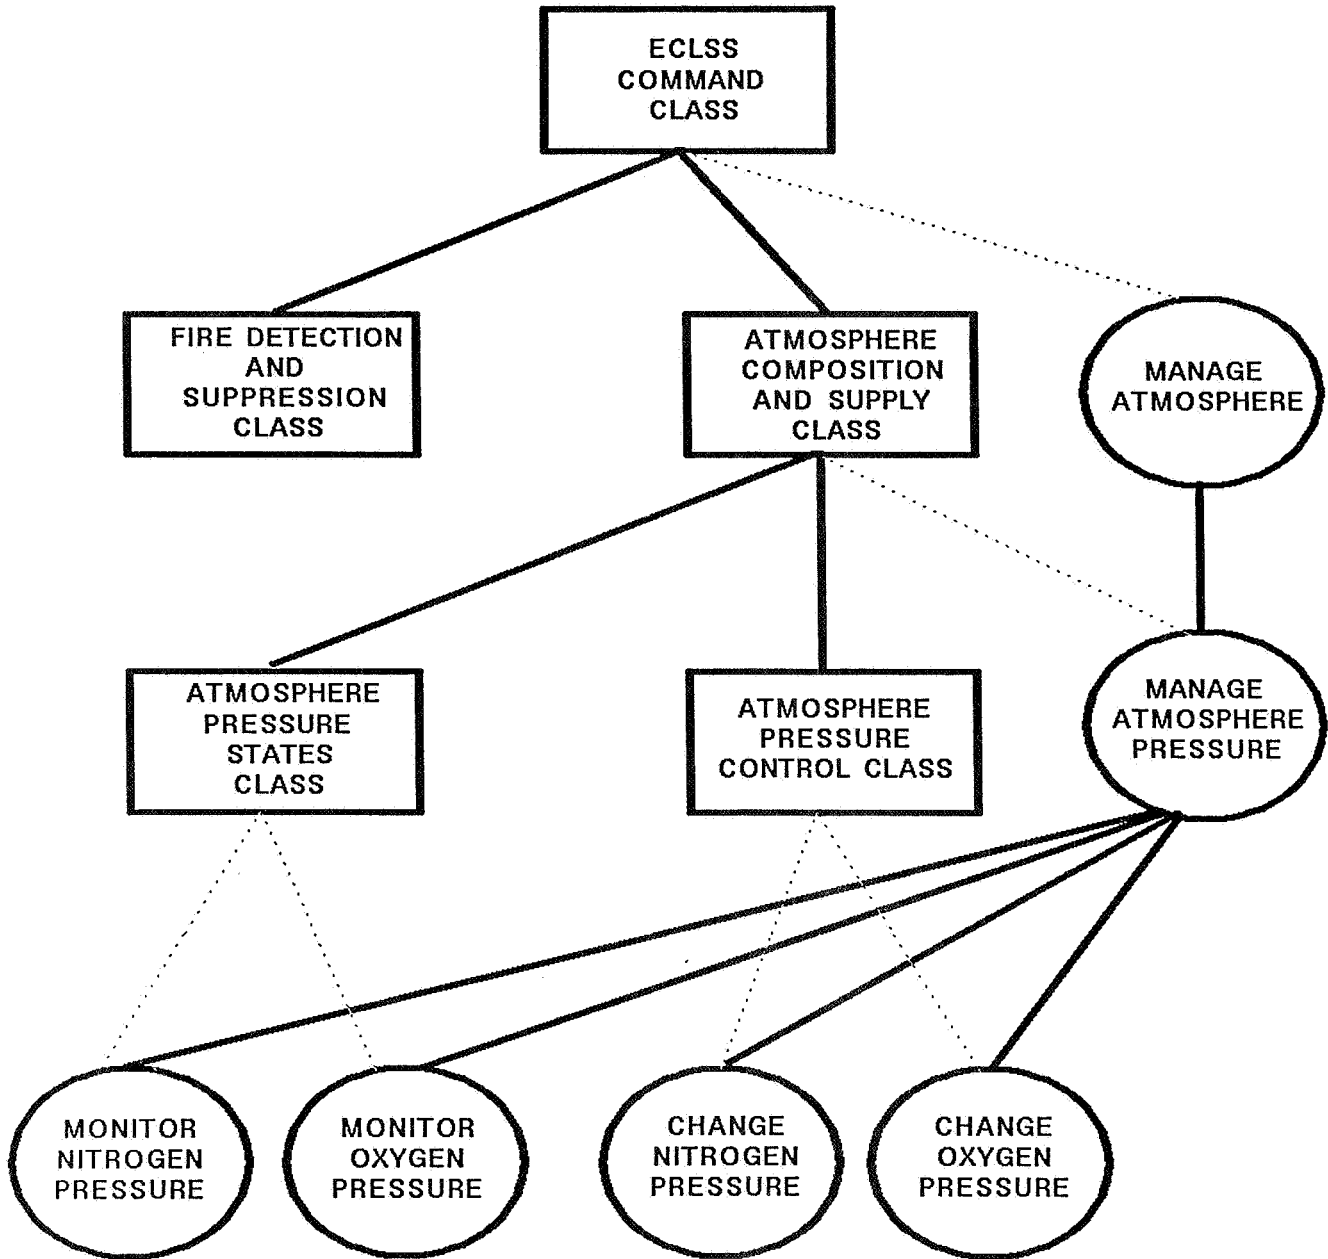 ECLSS
COMMAND
CLASS
FIRE DETECTION
AND
SUPPRESSION
CLASS
ATMOSPHERE
COMPOSITION
AND SUPPLY
CLASS
MANAGE
ATMOSPHERE
ATMOSPHERE
PRESSURE
STATES
CLASS
ATMOSPHERE
PRESSURE
CONTROL CLASS
MANAGE
ATMOSPHERE
PRESSURE
MONITOR
NITROGEN
PRESSURE
MONITOR
OXYGEN
PRESSURE
CHANGE
NITROGEN
PRESSURE
CHANGE
OXYGEN
PRESSURE